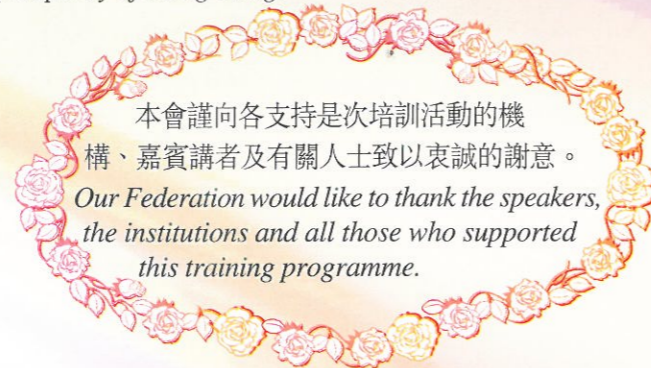 本會謹向各支持是次培訓活動的機
構、嘉賓講者及有關人士致以衷誠的謝意。
Our Federation would like to thank the speakers,
the institutions and all those who supported
this training programme.